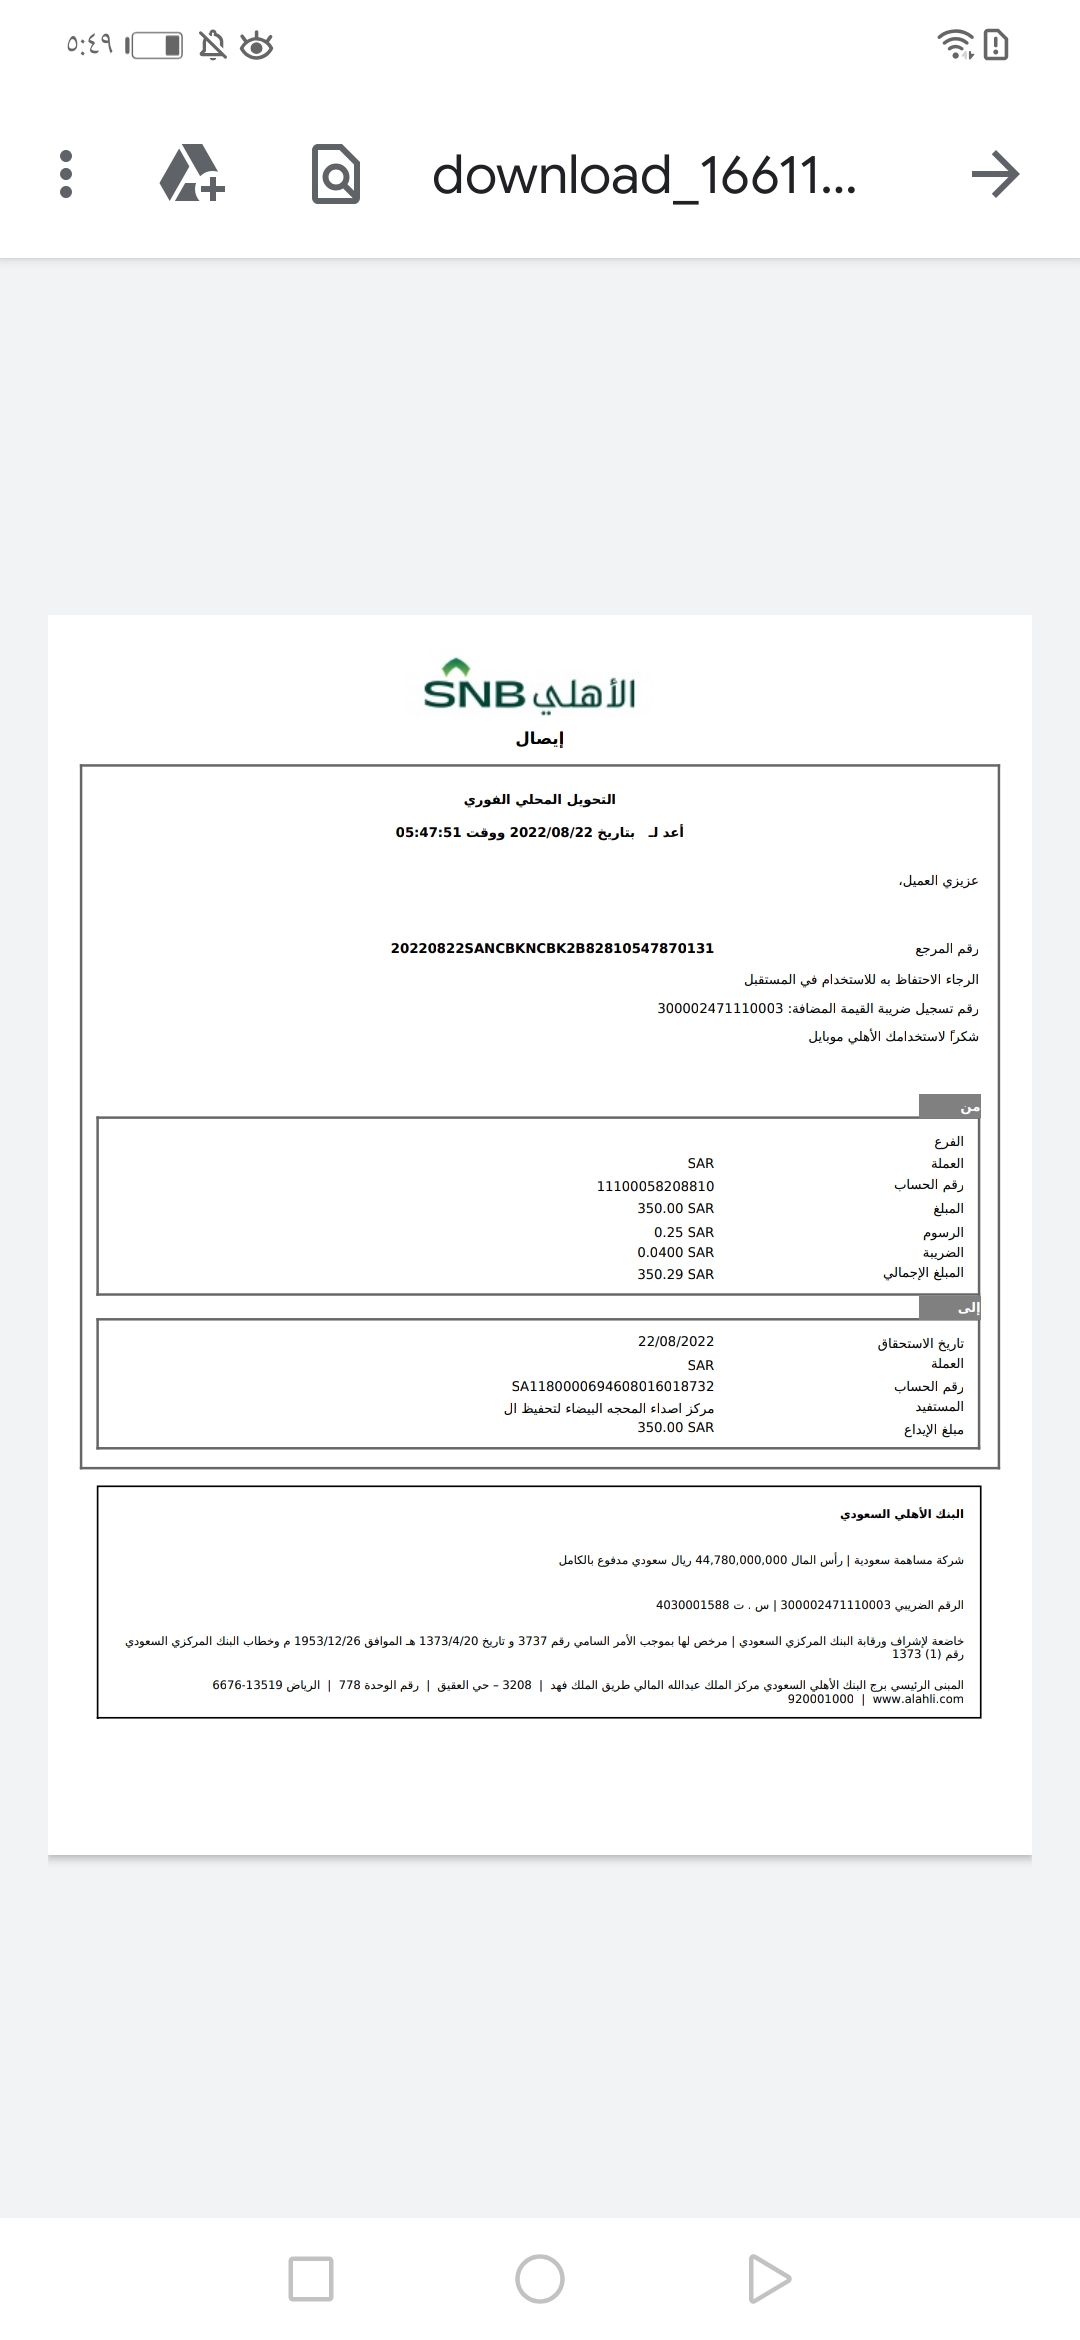 ٥:٤٩
download_16611...
الأهلي SNB
إيصال
التحويل المحلي الفوري
أعد لـ بتاريخ 2022/08/22 ووقت 05:47:51
عزيزي العميل،
رقم المرجع 20220822SANCBKNCBK2B82810547870131
الرجاء الاحتفاظ به للاستخدام في المستقبل
رقم تسجيل ضريبة القيمة المضافة: 300002471110003
شكراً لاستخدامك الأهلي موبايل
من
الفرع
العملة SAR
رقم الحساب 11100058208810
المبلغ 350.00 SAR
الرسوم 0.25 SAR
الضريبة 0.0400 SAR
المبلغ الإجمالي 350.29 SAR
إلى
تاريخ الاستحقاق 22/08/2022
العملة SAR
رقم الحساب SA1180000694608016018732
المستفيد مركز اصداء المحجه البيضاء لتحفيظ ال
مبلغ الإيداع 350.00 SAR
البنك الأهلي السعودي
شركة مساهمة سعودية | رأس المال 44,780,000,000 ريال سعودي مدفوع بالكامل
الرقم الضريبي 300002471110003 | س . ت 4030001588
خاضعة لإشراف ورقابة البنك المركزي السعودي | مرخص لها بموجب الأمر السامي رقم 3737 و تاريخ 1373/4/20 هـ الموافق 1953/12/26 م وخطاب البنك المركزي السعودي
رقم (1) 1373
المبنى الرئيسي برج البنك الأهلي السعودي مركز الملك عبدالله المالي طريق الملك فهد | 3208 – حي العقيق | رقم الوحدة 778 | الرياض 13519-6676
920001000 | www.alahli.com